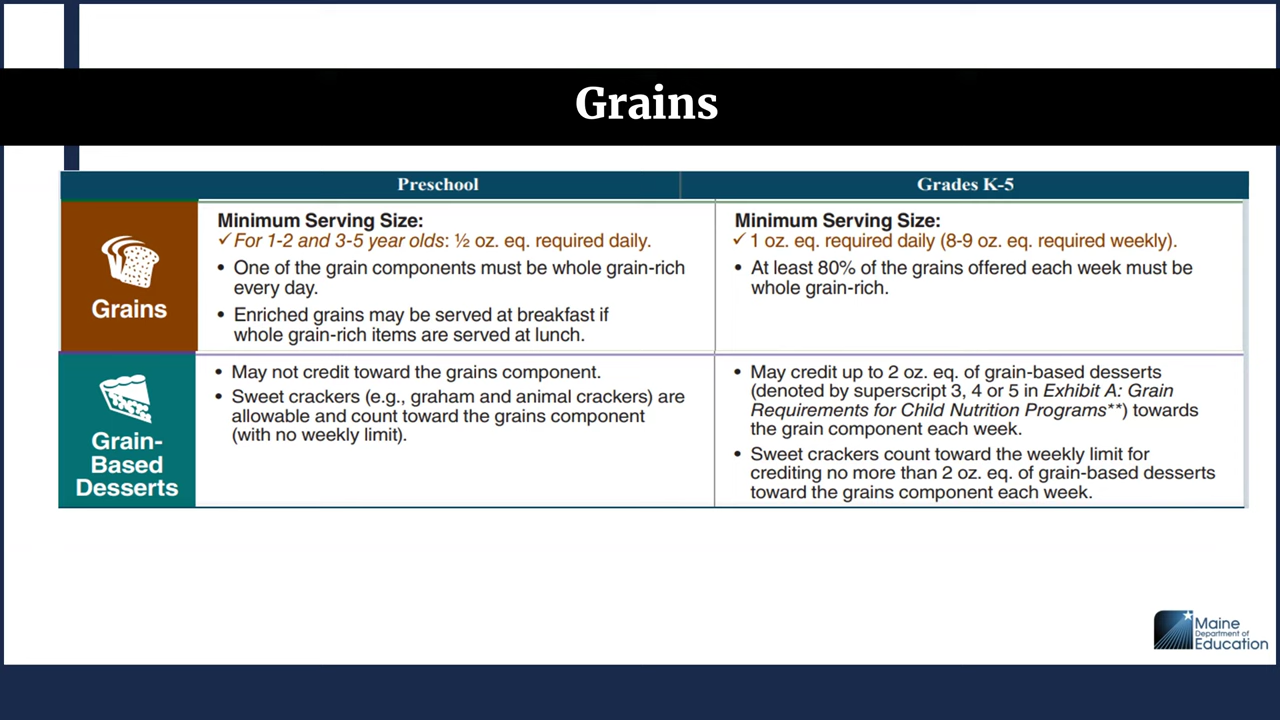 Grains
Preschool
Grades K-5
Grains
Minimum Serving Size:
✓For 1-2 and 3-5 year olds: ½ oz. eq. required daily.
• One of the grain components must be whole grain-rich
every day.
• Enriched grains may be served at breakfast if
whole grain-rich items are served at lunch.
Minimum Serving Size:
✓1 oz. eq. required daily (8-9 oz. eq. required weekly).
• At least 80% of the grains offered each week must be
whole grain-rich.
Grain-
Based
Desserts
• May not credit toward the grains component.
• Sweet crackers (e.g., graham and animal crackers) are
allowable and count toward the grains component
(with no weekly limit).
• May credit up to 2 oz. eq. of grain-based desserts
(denoted by superscript 3, 4 or 5 in Exhibit A: Grain
Requirements for Child Nutrition Programs**) towards
the grain component each week.
• Sweet crackers count toward the weekly limit for
crediting no more than 2 oz. eq. of grain-based desserts
toward the grains component each week.
Maine
Department of
Education